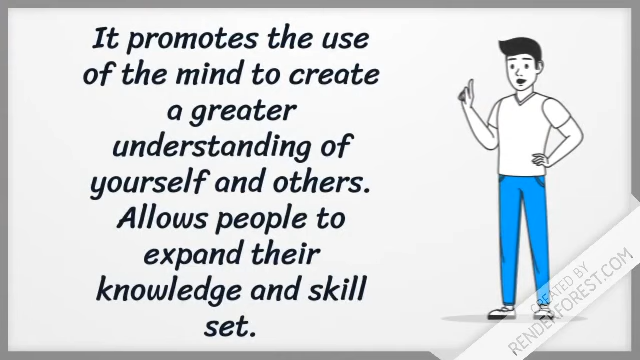 It promotes the use
of the mind to create
a greater
understanding of
yourself and others.
Allows people to
expand their
knowledge and skill
set.
CREATED BY
RENDERFOREST.COM